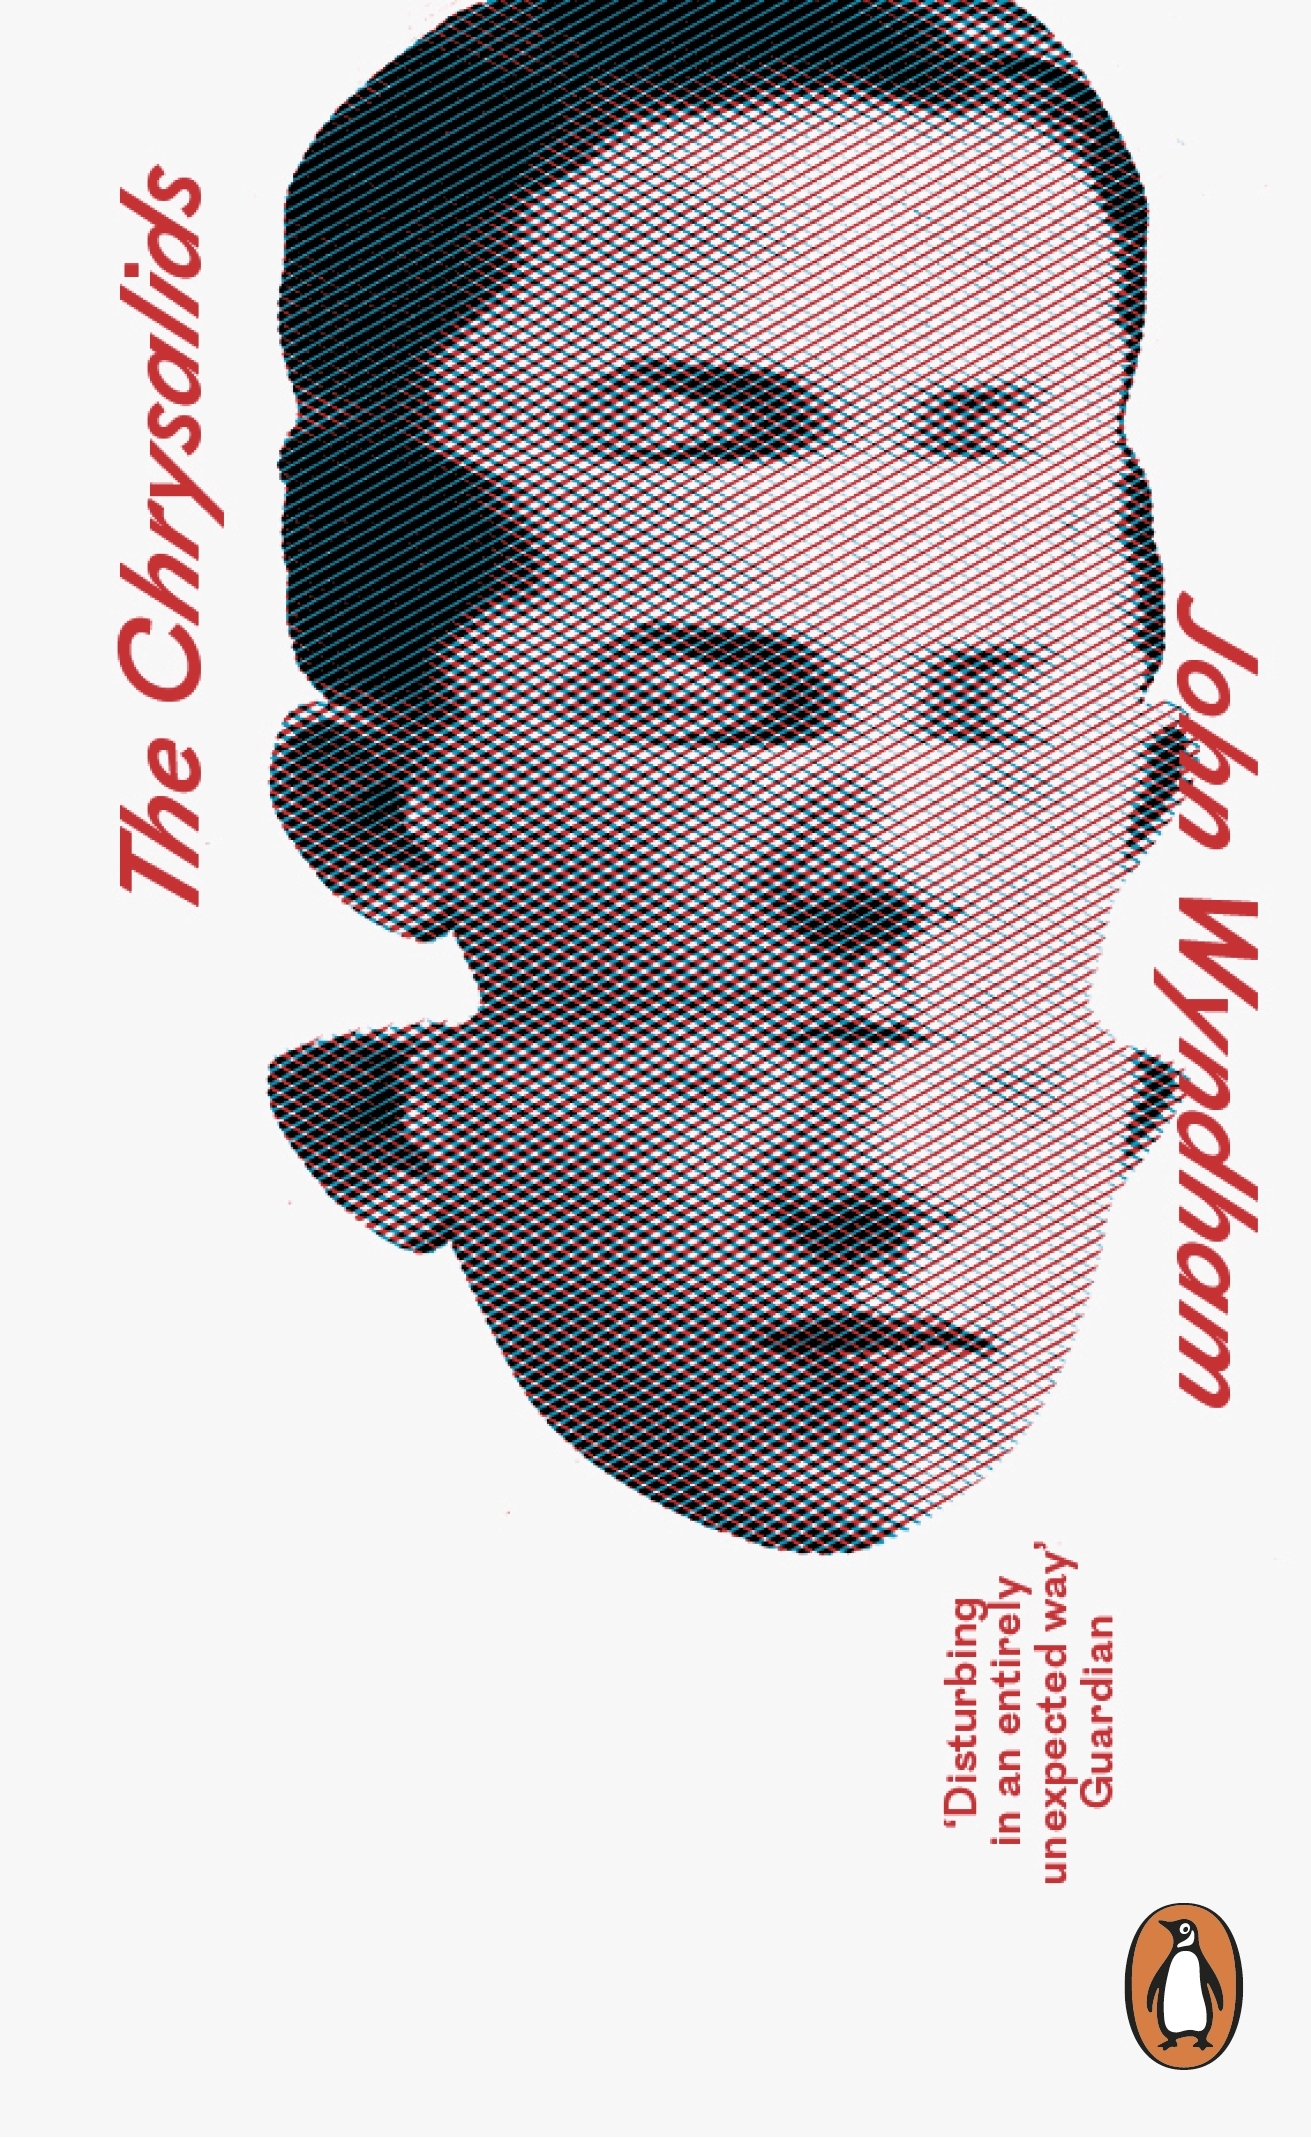 The Chrysalids
John Wyndham
‘Disturbing
in an entirely
unexpected way’
Guardian